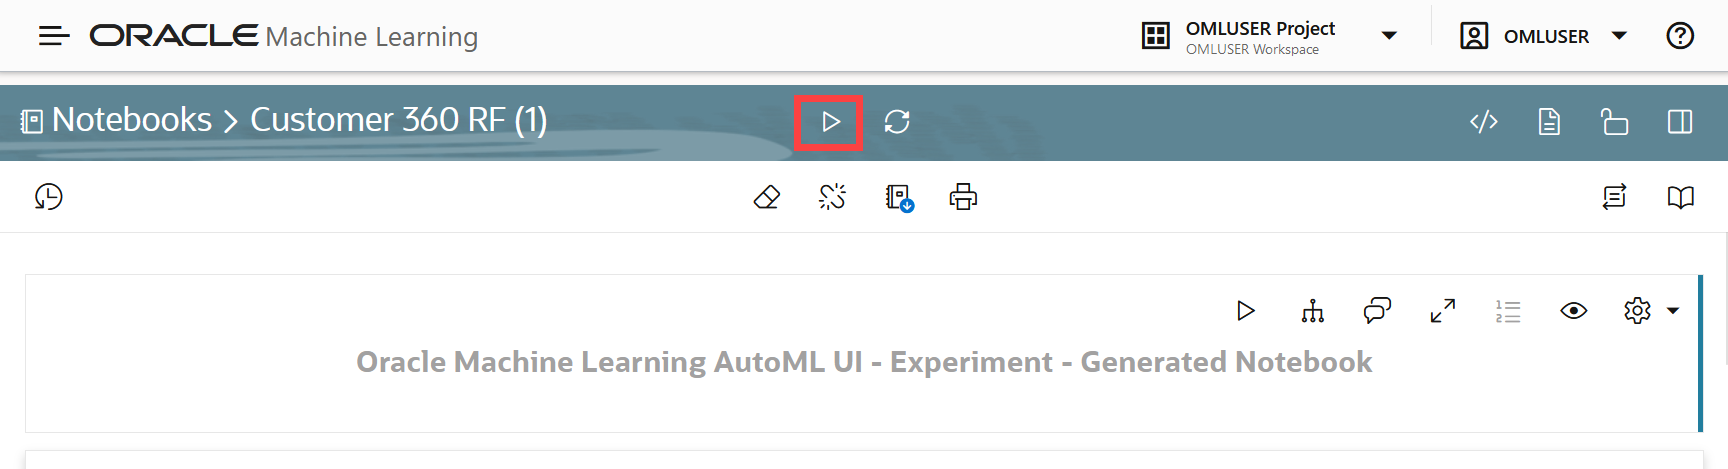 ORACLE Machine Learning
OMLUSER Project
OMLUSER Workspace
OMLUSER
Notebooks > Customer 360 RF (1)
Oracle Machine Learning AutoML UI - Experiment - Generated Notebook